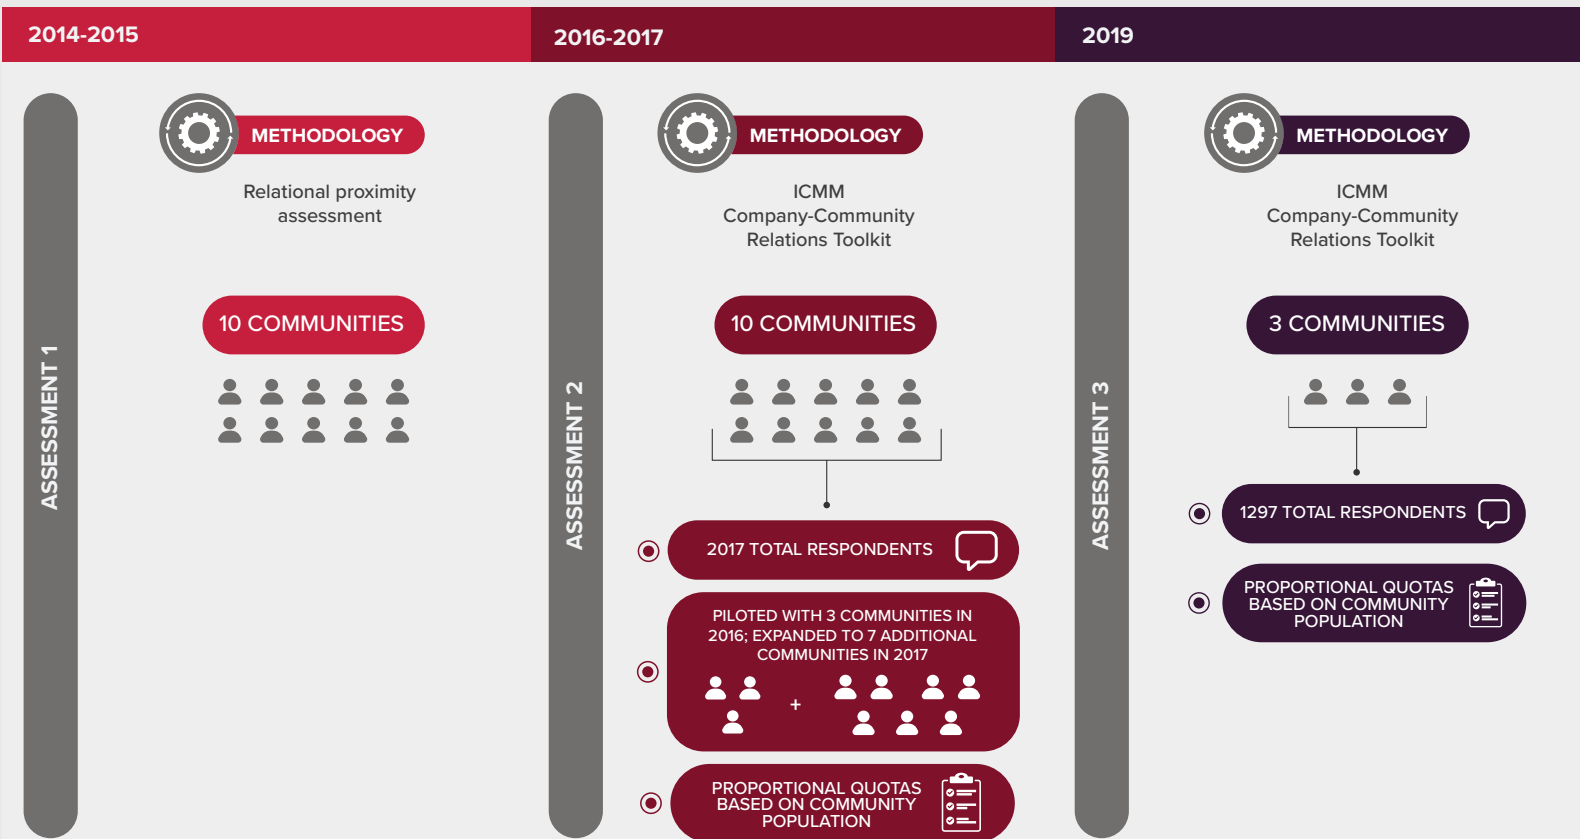 2014-2015
ASSESSMENT 1
METHODOLOGY
Relational proximity
assessment
10 COMMUNITIES
2016-2017
ASSESSMENT 2
METHODOLOGY
ICMM
Company-Community
Relations Toolkit
10 COMMUNITIES
2017 TOTAL RESPONDENTS
PILOTED WITH 3 COMMUNITIES IN
2016; EXPANDED TO 7 ADDITIONAL
COMMUNITIES IN 2017
+
PROPORTIONAL QUOTAS
BASED ON COMMUNITY
POPULATION
2019
ASSESSMENT 3
METHODOLOGY
ICMM
Company-Community
Relations Toolkit
3 COMMUNITIES
1297 TOTAL RESPONDENTS
PROPORTIONAL QUOTAS
BASED ON COMMUNITY
POPULATION